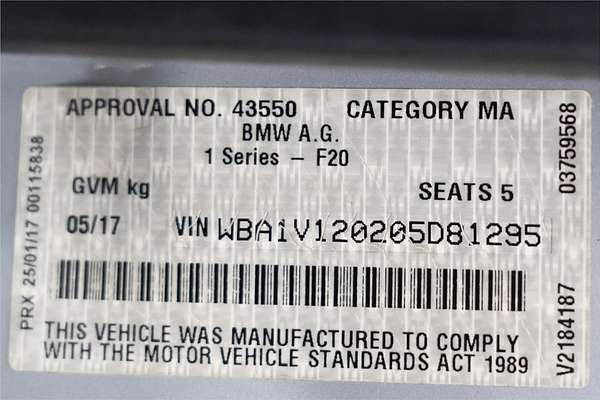 APPROVAL NO. 43550 CATEGORY MA
BMW A.G.
1 Series – F20
GVM kg SEATS 5
05/17 VIN WBA1V120205D81295
THIS VEHICLE WAS MANUFACTURED TO COMPLY
WITH THE MOTOR VEHICLE STANDARDS ACT 1989
PRX 25/01/17 00115838
03759568
V2184187